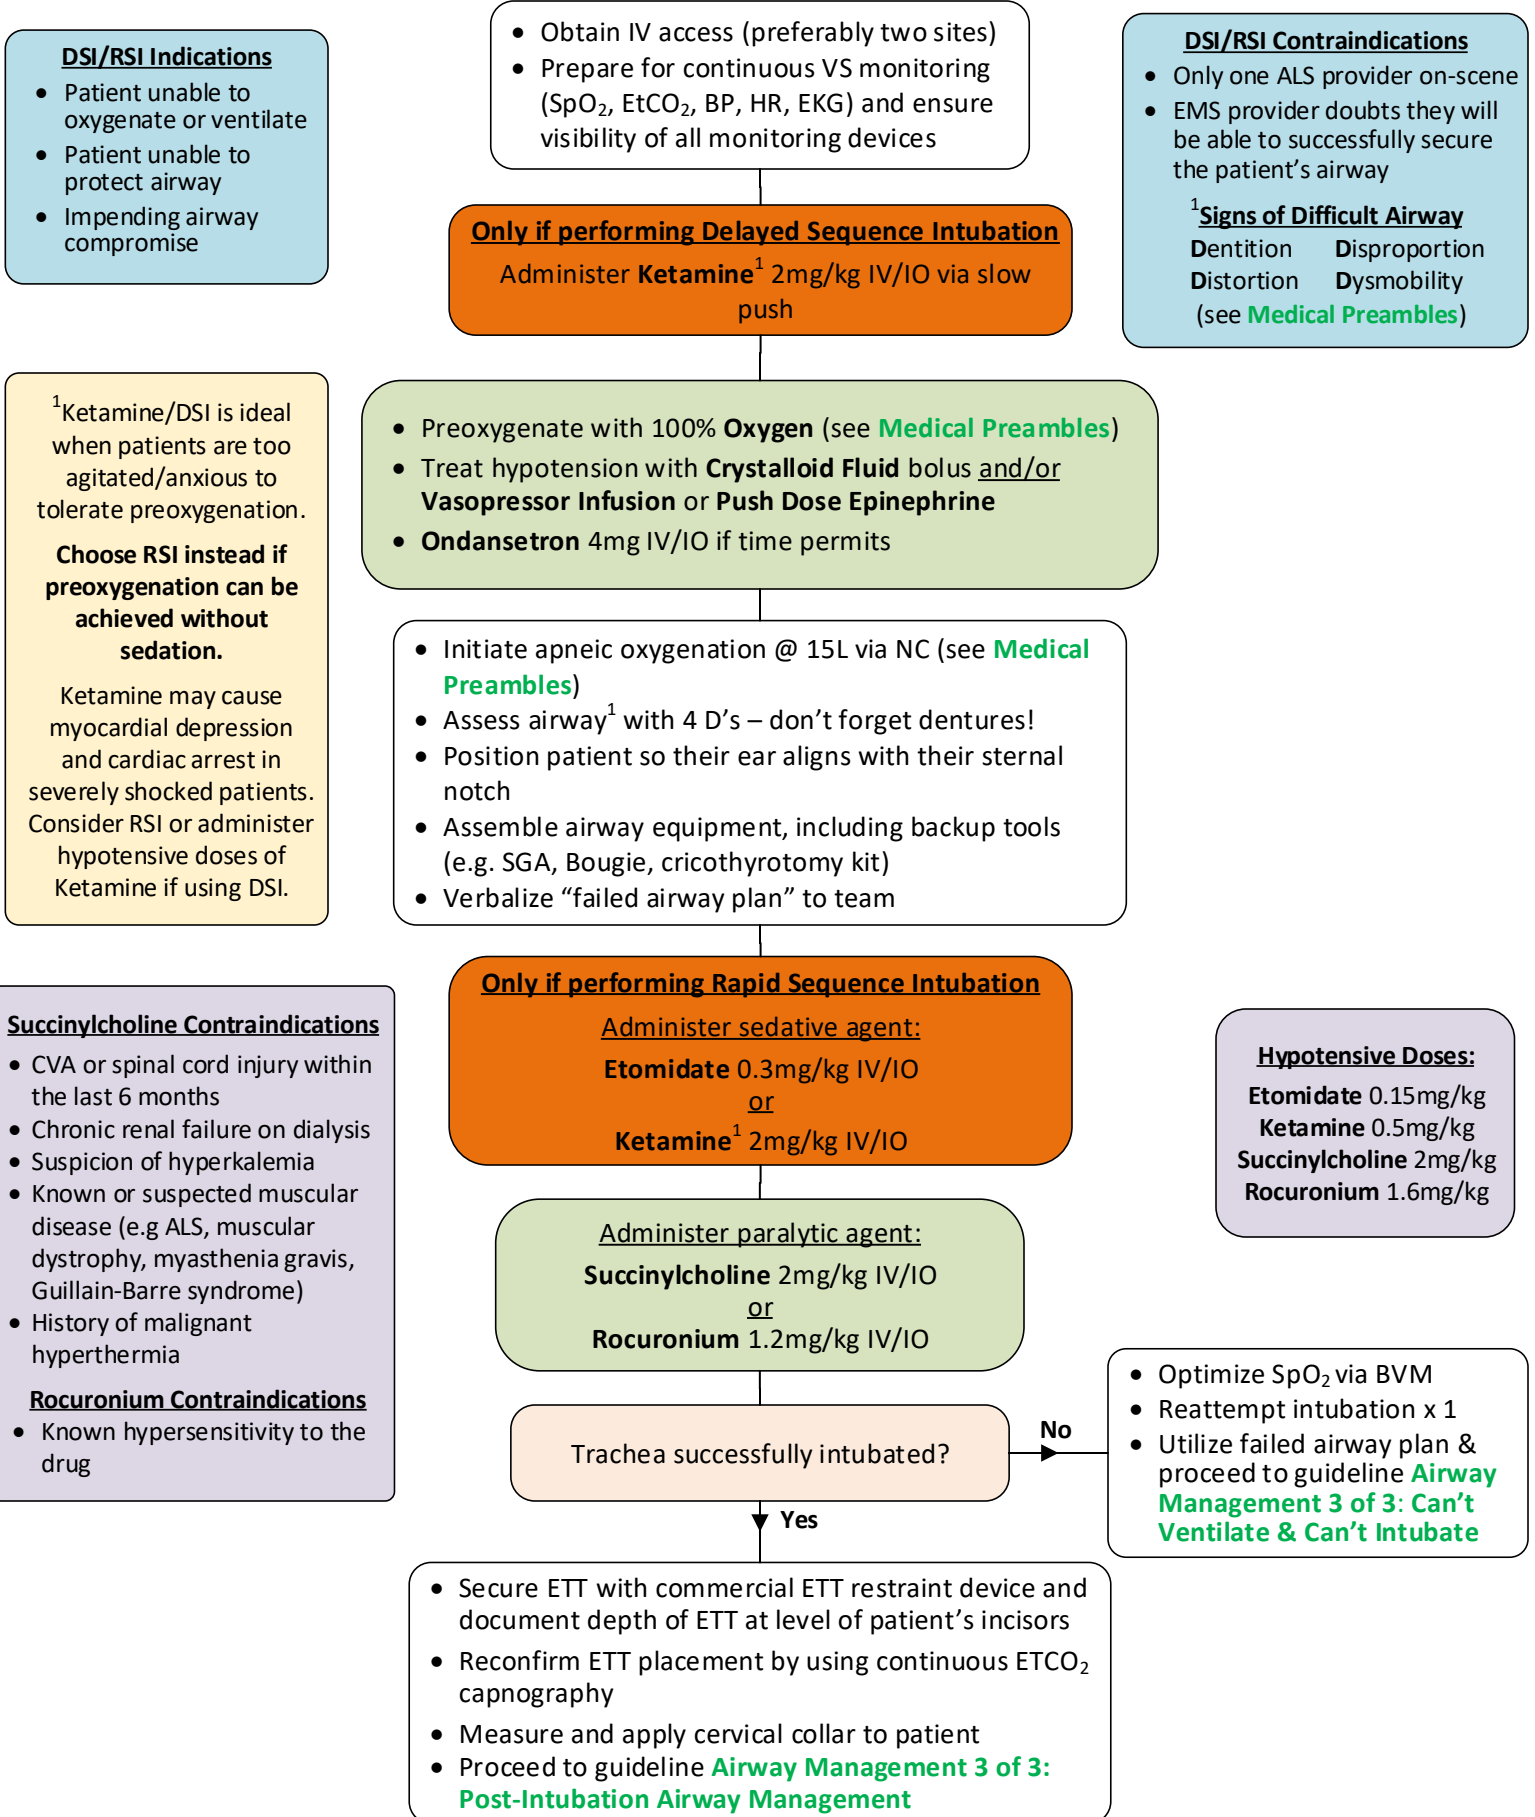 • Obtain IV access (preferably two sites)
• Prepare for continuous VS monitoring
(SpO₂, EtCO₂, BP, HR, EKG) and ensure
visibility of all monitoring devices
DSI/RSI Indications
• Patient unable to
oxygenate or ventilate
• Patient unable to
protect airway
• Impending airway
compromise
DSI/RSI Contraindications
• Only one ALS provider on-scene
• EMS provider doubts they will
be able to successfully secure
the patient’s airway
¹Signs of Difficult Airway
Dentition Disproportion
Distortion Dysmobility
(see Medical Preambles)
Only if performing Delayed Sequence Intubation
Administer Ketamine¹ 2mg/kg IV/IO via slow
push
¹Ketamine/DSI is ideal
when patients are too
agitated/anxious to
tolerate preoxygenation.
Choose RSI instead if
preoxygenation can be
achieved without
sedation.
Ketamine may cause
myocardial depression
and cardiac arrest in
severely shocked patients.
Consider RSI or administer
hypotensive doses of
Ketamine if using DSI.
• Preoxygenate with 100% Oxygen (see Medical Preambles)
• Treat hypotension with Crystalloid Fluid bolus and/or
Vasopressor Infusion or Push Dose Epinephrine
• Ondansetron 4mg IV/IO if time permits
• Initiate apneic oxygenation @ 15L via NC (see Medical
Preambles)
• Assess airway¹ with 4 D’s – don’t forget dentures!
• Position patient so their ear aligns with their sternal
notch
• Assemble airway equipment, including backup tools
(e.g. SGA, Bougie, cricothyrotomy kit)
• Verbalize “failed airway plan” to team
Only if performing Rapid Sequence Intubation
Administer sedative agent:
Etomidate 0.3mg/kg IV/IO
or
Ketamine¹ 2mg/kg IV/IO
Succinylcholine Contraindications
• CVA or spinal cord injury within
the last 6 months
• Chronic renal failure on dialysis
• Suspicion of hyperkalemia
• Known or suspected muscular
disease (e.g ALS, muscular
dystrophy, myasthenia gravis,
Guillain-Barre syndrome)
• History of malignant
hyperthermia
Rocuronium Contraindications
• Known hypersensitivity to the
drug
Hypotensive Doses:
Etomidate 0.15mg/kg
Ketamine 0.5mg/kg
Succinylcholine 2mg/kg
Rocuronium 1.6mg/kg
Administer paralytic agent:
Succinylcholine 2mg/kg IV/IO
or
Rocuronium 1.2mg/kg IV/IO
Trachea successfully intubated?
No
• Optimize SpO₂ via BVM
• Reattempt intubation x 1
• Utilize failed airway plan &
proceed to guideline Airway
Management 3 of 3: Can’t
Ventilate & Can’t Intubate
Yes
• Secure ETT with commercial ETT restraint device and
document depth of ETT at level of patient’s incisors
• Reconfirm ETT placement by using continuous ETCO₂
capnography
• Measure and apply cervical collar to patient
• Proceed to guideline Airway Management 3 of 3:
Post-Intubation Airway Management